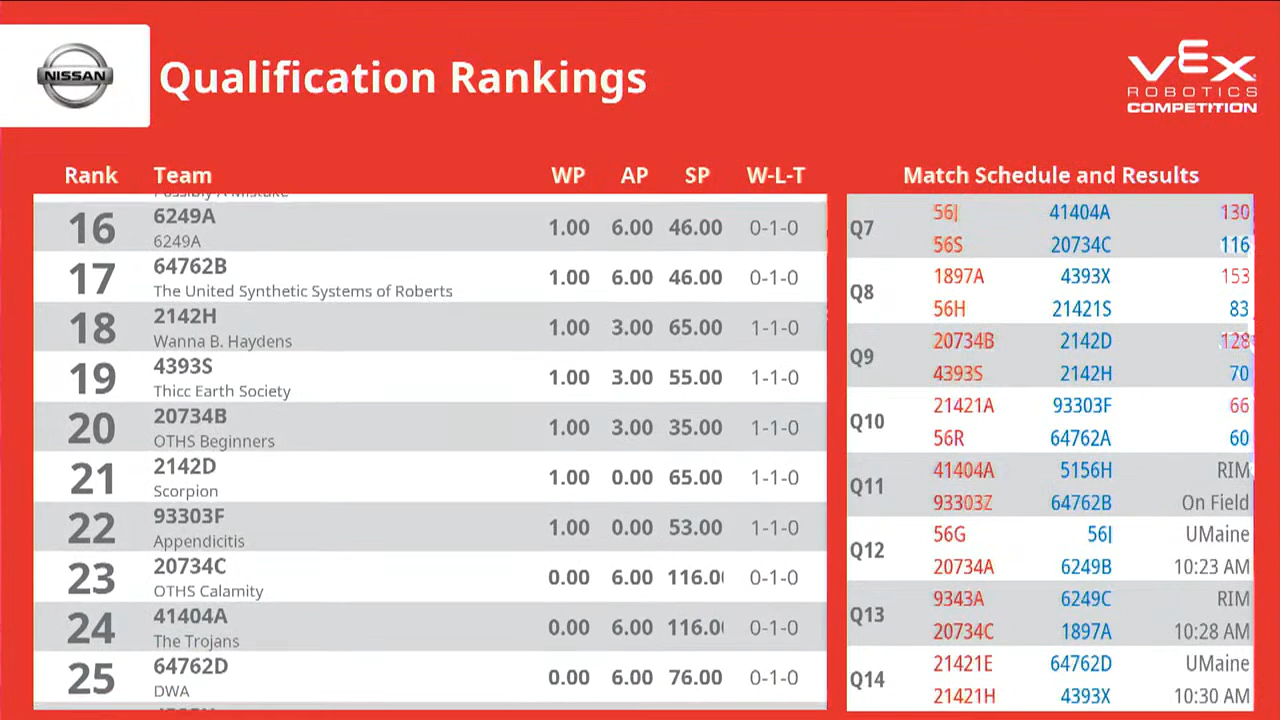 NISSAN
Qualification Rankings
VEX
ROBOTICS
COMPETITION
Rank Team WP AP SP W-L-T
Possibly A Mistake
16 6249A 1.00 6.00 46.00 0-1-0
6249A
17 64762B 1.00 6.00 46.00 0-1-0
The United Synthetic Systems of Roberts
18 2142H 1.00 3.00 65.00 1-1-0
Wanna B. Haydens
19 4393S 1.00 3.00 55.00 1-1-0
Thicc Earth Society
20 20734B 1.00 3.00 35.00 1-1-0
OTHS Beginners
21 2142D 1.00 0.00 65.00 1-1-0
Scorpion
22 93303F 1.00 0.00 53.00 1-1-0
Appendicitis
23 20734C 0.00 6.00 116.0 0-1-0
OTHS Calamity
24 41404A 0.00 6.00 116.0 0-1-0
The Trojans
25 64762D 0.00 6.00 76.00 0-1-0
DWA
Match Schedule and Results
Q7 56J 41404A 130
56S 20734C 116
Q8 1897A 4393X 153
56H 21421S 83
Q9 20734B 2142D 128
4393S 2142H 70
Q10 21421A 93303F 66
56R 64762A 60
Q11 41404A 5156H RIM
93303Z 64762B On Field
Q12 56G 56J UMaine
20734A 6249B 10:23 AM
Q13 9343A 6249C RIM
20734C 1897A 10:28 AM
Q14 21421E 64762D UMaine
21421H 4393X 10:30 AM